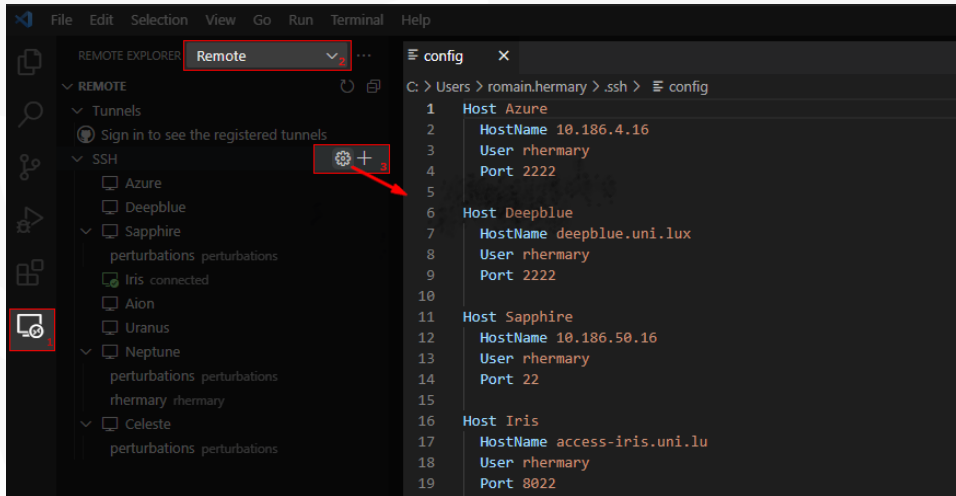 File Edit Selection View Go Run Terminal Help
REMOTE EXPLORER Remote 2 ...
REMOTE
Tunnels
Sign in to see the registered tunnels
SSH 3
Azure
Deepblue
Sapphire
perturbations perturbations
Iris connected
Aion
Uranus
Neptune
perturbations perturbations
rhermary rhermary
Celeste
perturbations perturbations
1
config
C: > Users > romain.hermary > .ssh > config
1 Host Azure
2 HostName 10.186.4.16
3 User rhermary
4 Port 2222
5
6 Host Deepblue
7 HostName deepblue.uni.lux
8 User rhermary
9 Port 2222
10
11 Host Sapphire
12 HostName 10.186.50.16
13 User rhermary
14 Port 22
15
16 Host Iris
17 HostName access-iris.uni.lu
18 User rhermary
19 Port 8022